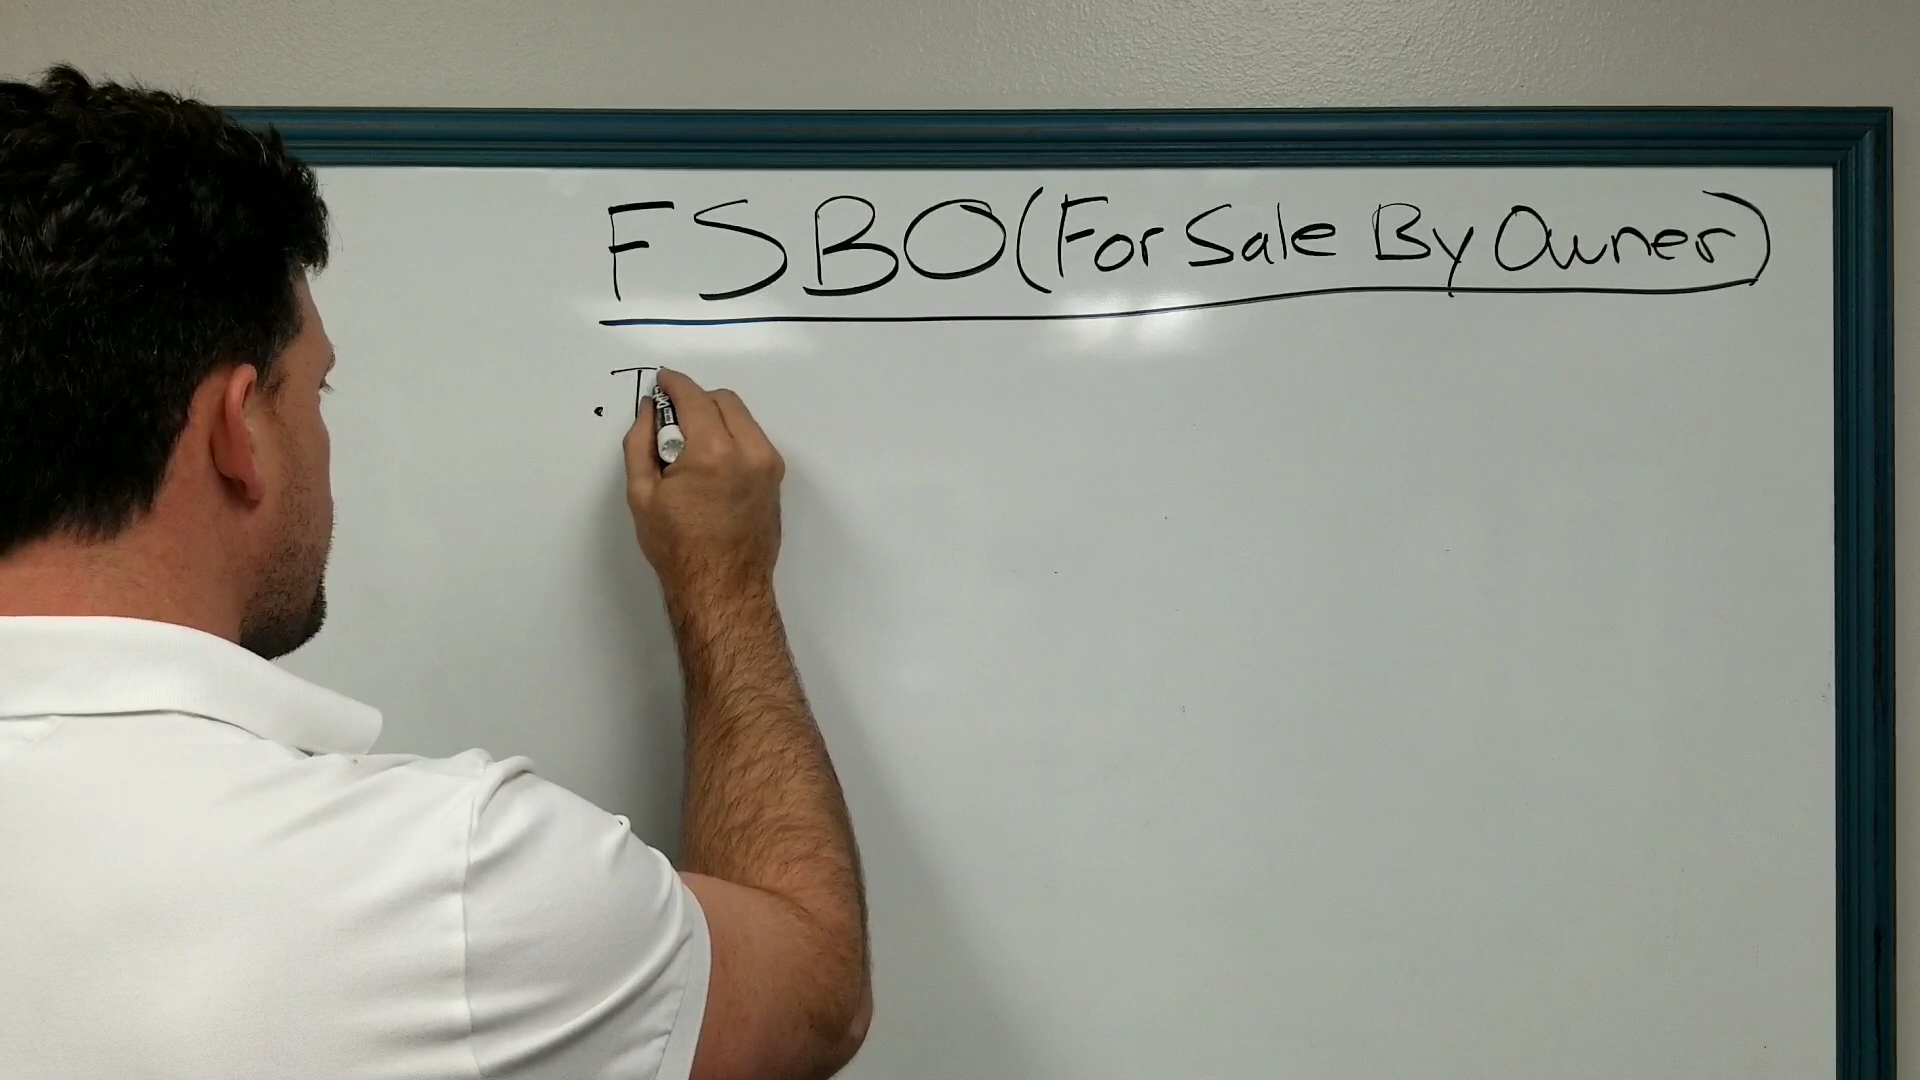 FSBO (For Sale By Owner)
. T